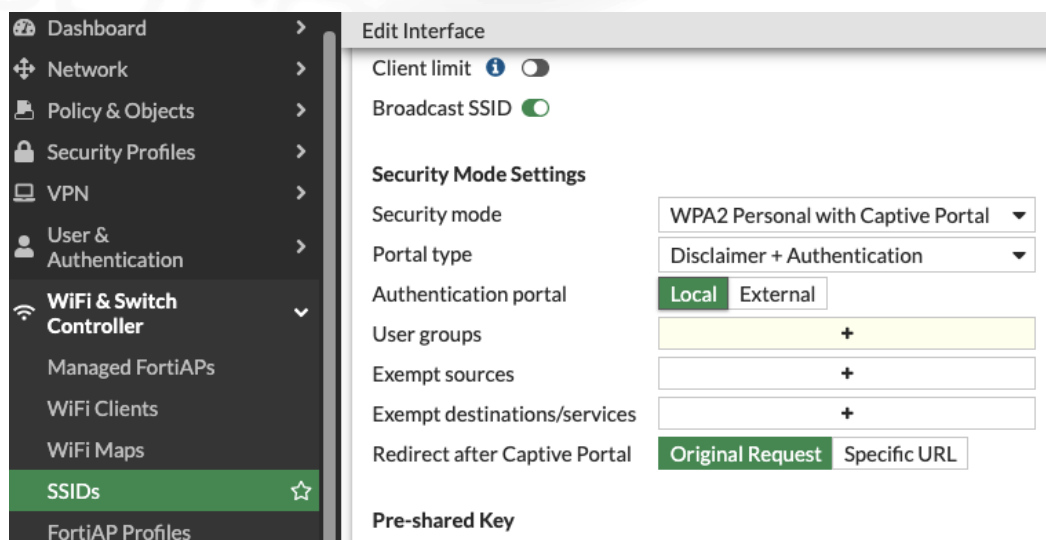 Dashboard
Network
Policy & Objects
Security Profiles
VPN
User &
Authentication
WiFi & Switch
Controller
Managed FortiAPs
WiFi Clients
WiFi Maps
SSIDs
FortiAP Profiles
Edit Interface
Client limit
Broadcast SSID
Security Mode Settings
Security mode WPA2 Personal with Captive Portal
Portal type Disclaimer + Authentication
Authentication portal Local External
User groups +
Exempt sources +
Exempt destinations/services +
Redirect after Captive Portal Original Request Specific URL
Pre-shared Key